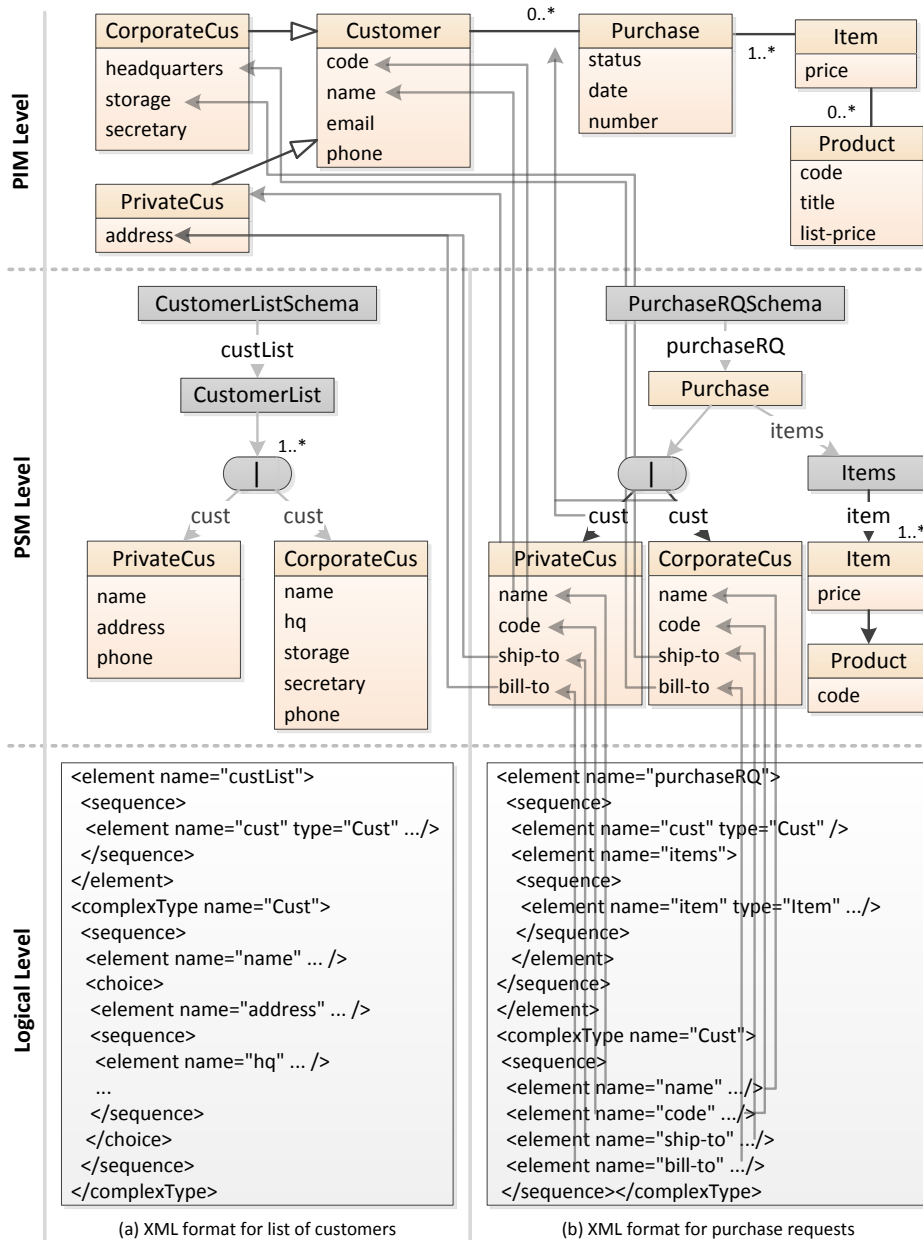 PIM Level
CorporateCus
headquarters
storage
secretary
Customer
code
name
email
phone
0..*
Purchase
status
date
number
1..*
Item
price
0..*
Product
code
title
list-price
PrivateCus
address
PSM Level
CustomerListSchema
custList
CustomerList
1..*
|
cust
cust
PrivateCus
name
address
phone
CorporateCus
name
hq
storage
secretary
phone
PurchaseRQSchema
purchaseRQ
Purchase
items
|
Items
cust
cust
item
1..*
PrivateCus
name
code
ship-to
bill-to
CorporateCus
name
code
ship-to
bill-to
Item
price
Product
code
Logical Level
<element name="custList">
<sequence>
<element name="cust" type="Cust" .../>
</sequence>
</element>
<complexType name="Cust">
<sequence>
<element name="name" ... />
<choice>
<element name="address" ... />
<sequence>
<element name="hq" ... />
...
</sequence>
</choice>
</sequence>
</complexType>
(a) XML format for list of customers
<element name="purchaseRQ">
<sequence>
<element name="cust" type="Cust" />
<element name="items">
<sequence>
<element name="item" type="Item" .../>
</sequence>
</element>
</sequence>
</element>
<complexType name="Cust">
<sequence>
<element name="name" .../>
<element name="code" .../>
<element name="ship-to" .../>
<element name="bill-to" .../>
</sequence></complexType>
(b) XML format for purchase requests